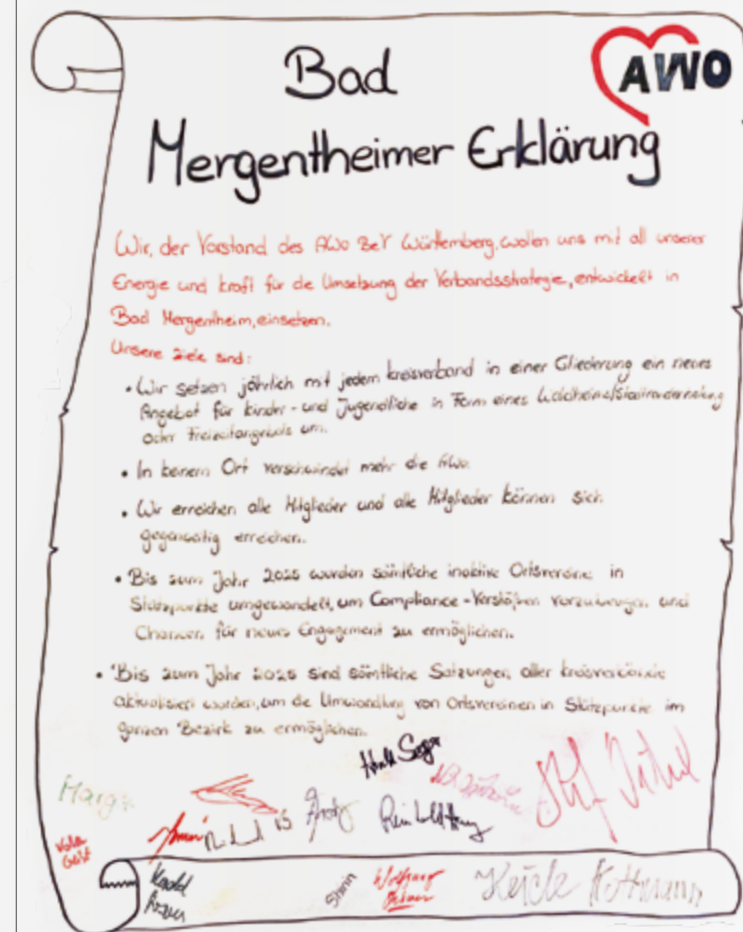 Bad
AWO
Mergentheimer Erklärung
Wir, der Vorstand des AWO BeV Württemberg, wollen uns mit all unserer
Energie und Kraft für die Umsetzung der Verbandsstrategie, entwickelt in
Bad Mergentheim, einsetzen.
Unsere Ziele sind:
• Wir setzen jährlich mit jedem Kreisverband in einer Gliederung ein neues
Angebot für Kinder- und Jugendliche in Form eines
oder Freizeitangebots um.
• In keinem Ort verschwindet mehr die AWO.
• Wir erreichen alle Mitglieder und alle Mitglieder können sich
gegenseitig erreichen.
• Bis zum Jahr 2025 wurden sämtliche inaktive Ortsvereine in
Stützpunkte umgewandelt, um Compliance-Verstößen vorzubeugen und
Chancen für neues Engagement zu ermöglichen.
• Bis zum Jahr 2025 sind sämtliche Satzungen aller Kreisverbände
aktualisiert worden, um die Umwandlung von Ortsvereinen in Stützpunkte im
ganzen Bezirk zu ermöglichen.
Margit
Wolfgang
Heide